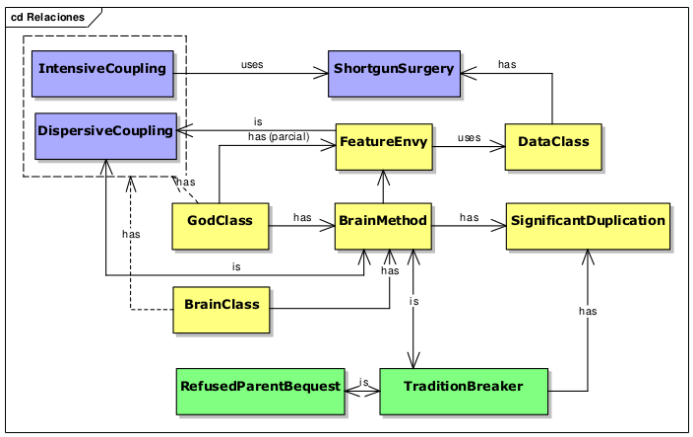 cd Relaciones
IntensiveCoupling
uses
ShortgunSurgery
has
DispersiveCoupling
is
has (parcial)
FeatureEnvy
uses
DataClass
has
GodClass
has
BrainMethod
has
SignificantDuplication
has
is
has
BrainClass
is
has
RefusedParentBequest
is
TraditionBreaker